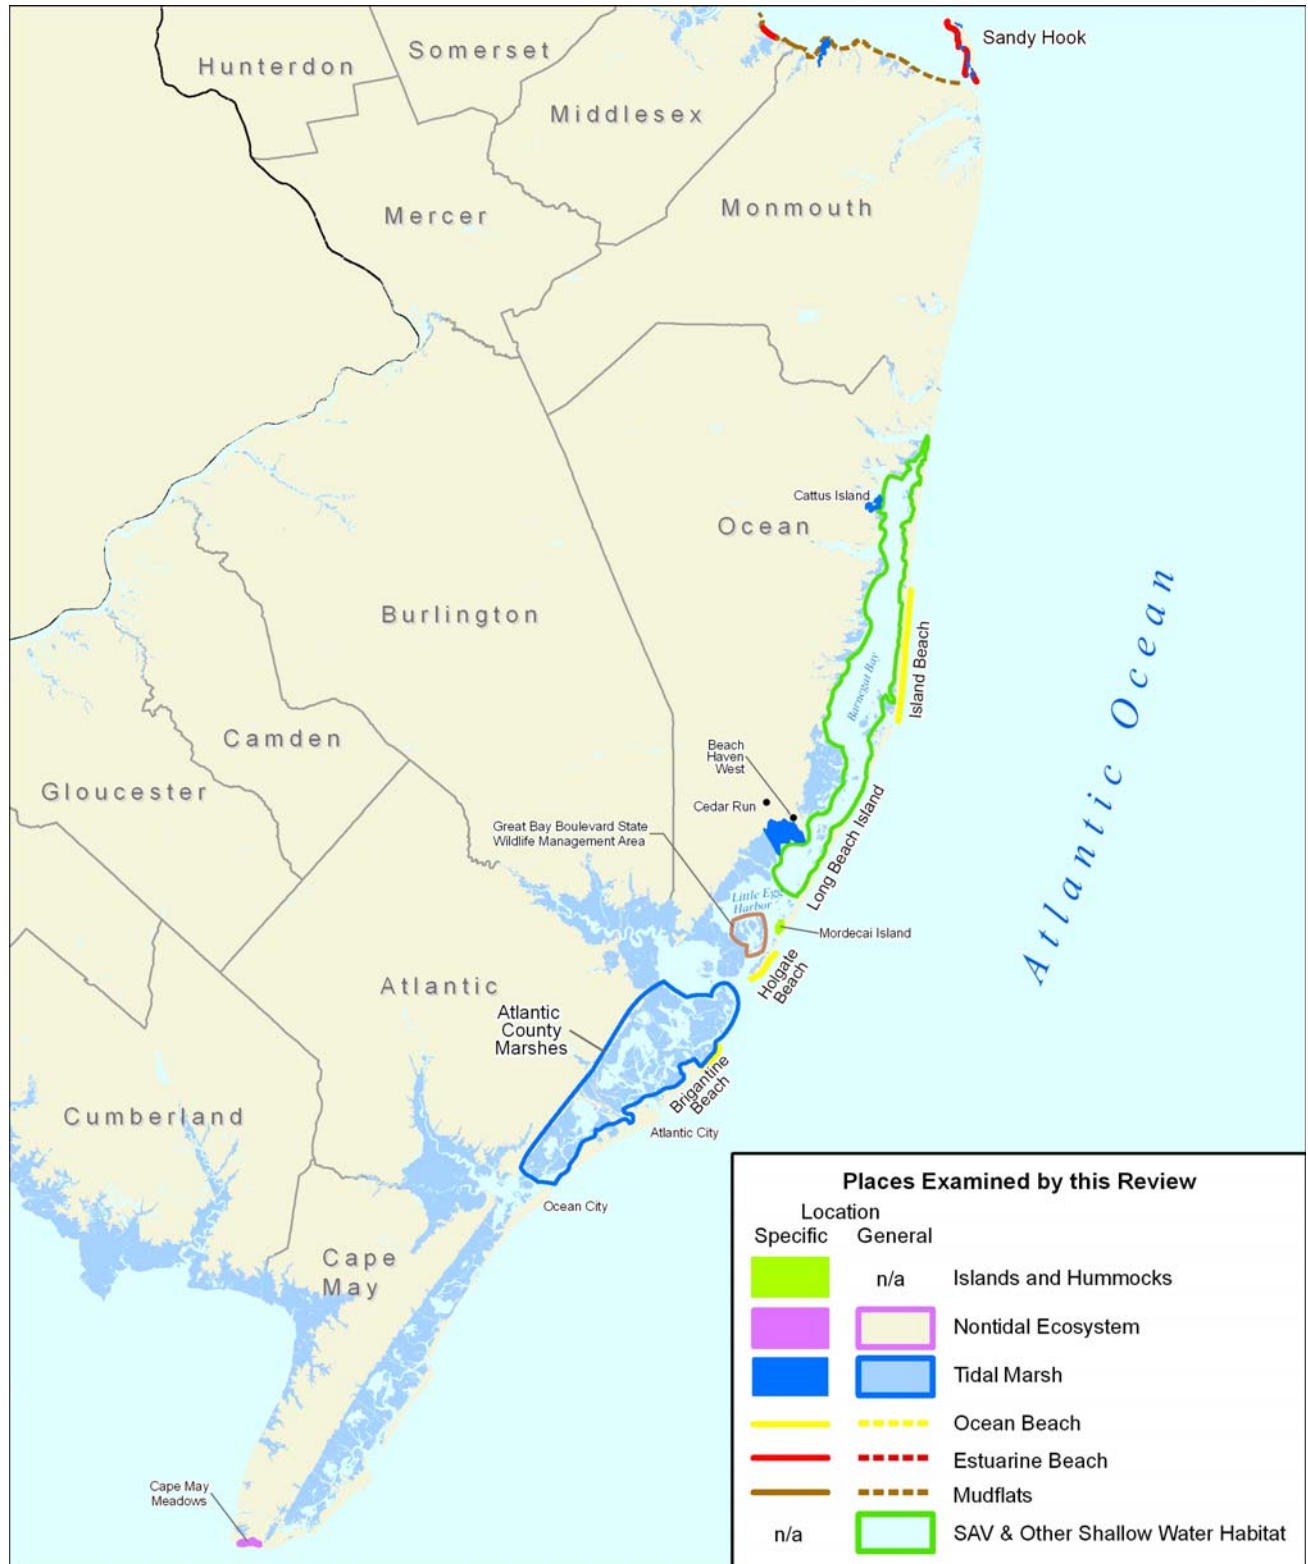 Sandy Hook
Somerset
Hunterdon
Middlesex
Mercer
Monmouth
Cattus Island
Ocean
Burlington
Island Beach
Barnegat Bay
Atlantic Ocean
Camden
Beach
Haven
West
Gloucester
Cedar Run
Great Bay Boulevard State
Wildlife Management Area
Long Beach Island
Little Egg
Harbor
Mordecai Island
Holgate
Beach
Atlantic
Atlantic
County
Marshes
Brigantine
Beach
Cumberland
Atlantic City
Ocean City
Cape
May
Cape May
Meadows
Places Examined by this Review
Location
Specific General
n/a Islands and Hummocks
Nontidal Ecosystem
Tidal Marsh
Ocean Beach
Estuarine Beach
Mudflats
n/a SAV & Other Shallow Water Habitat